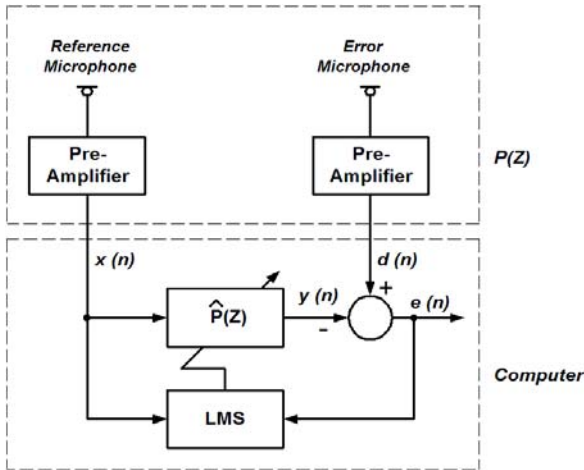 Reference
Microphone
Error
Microphone
Pre-
Amplifier
Pre-
Amplifier
P(Z)
x (n)
d (n)
+
P̂(Z)
y (n)
-
e (n)
Computer
LMS